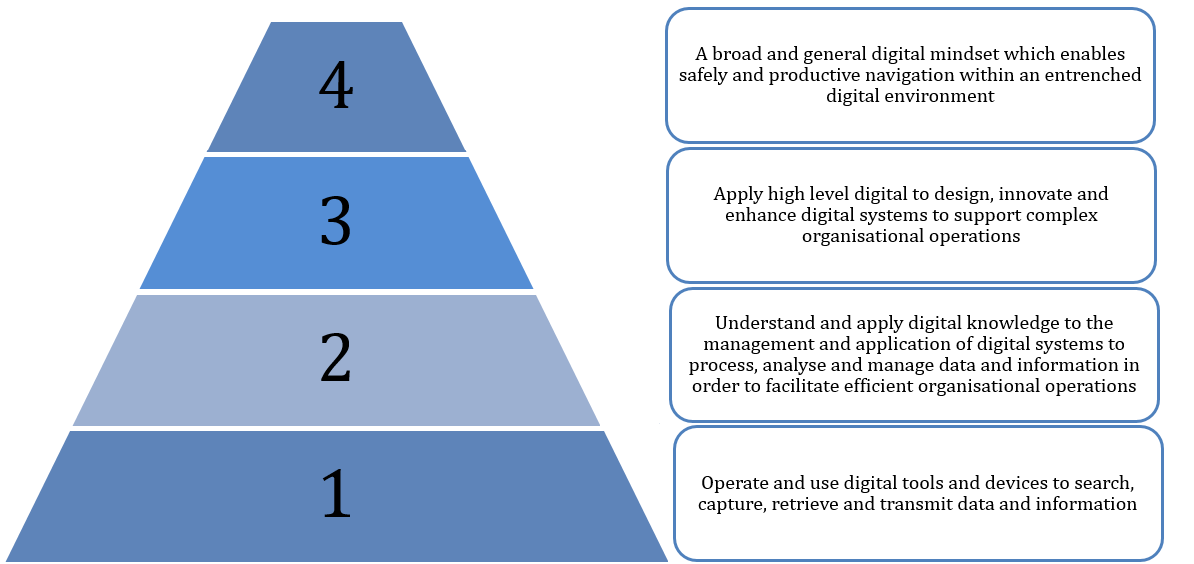 4
A broad and general digital mindset which enables
safely and productive navigation within an entrenched
digital environment
3
Apply high level digital to design, innovate and
enhance digital systems to support complex
organisational operations
2
Understand and apply digital knowledge to the
management and application of digital systems to
process, analyse and manage data and information in
order to facilitate efficient organisational operations
1
Operate and use digital tools and devices to search,
capture, retrieve and transmit data and information